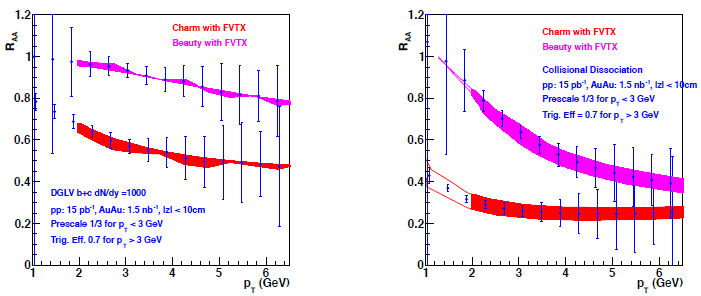 R_AA
1.2
1
0.8
0.6
0.4
0.2
0
Charm with FVTX
Beauty with FVTX
DGLV b+c dN/dy =1000
pp: 15 pb⁻¹, AuAu: 1.5 nb⁻¹, |z| < 10cm
Prescale 1/3 for p_T < 3 GeV
Trig. Eff. 0.7 for p_T > 3 GeV
1 2 3 4 5 6
p_T (GeV)
R_AA
1.2
1
0.8
0.6
0.4
0.2
0
Charm with FVTX
Beauty with FVTX
Collisional Dissociation
pp: 15 pb⁻¹, AuAu: 1.5 nb⁻¹, |z| < 10cm
Prescale 1/3 for p_T < 3 GeV
Trig. Eff = 0.7 for p_T > 3 GeV
1 2 3 4 5 6
p_T (GeV)